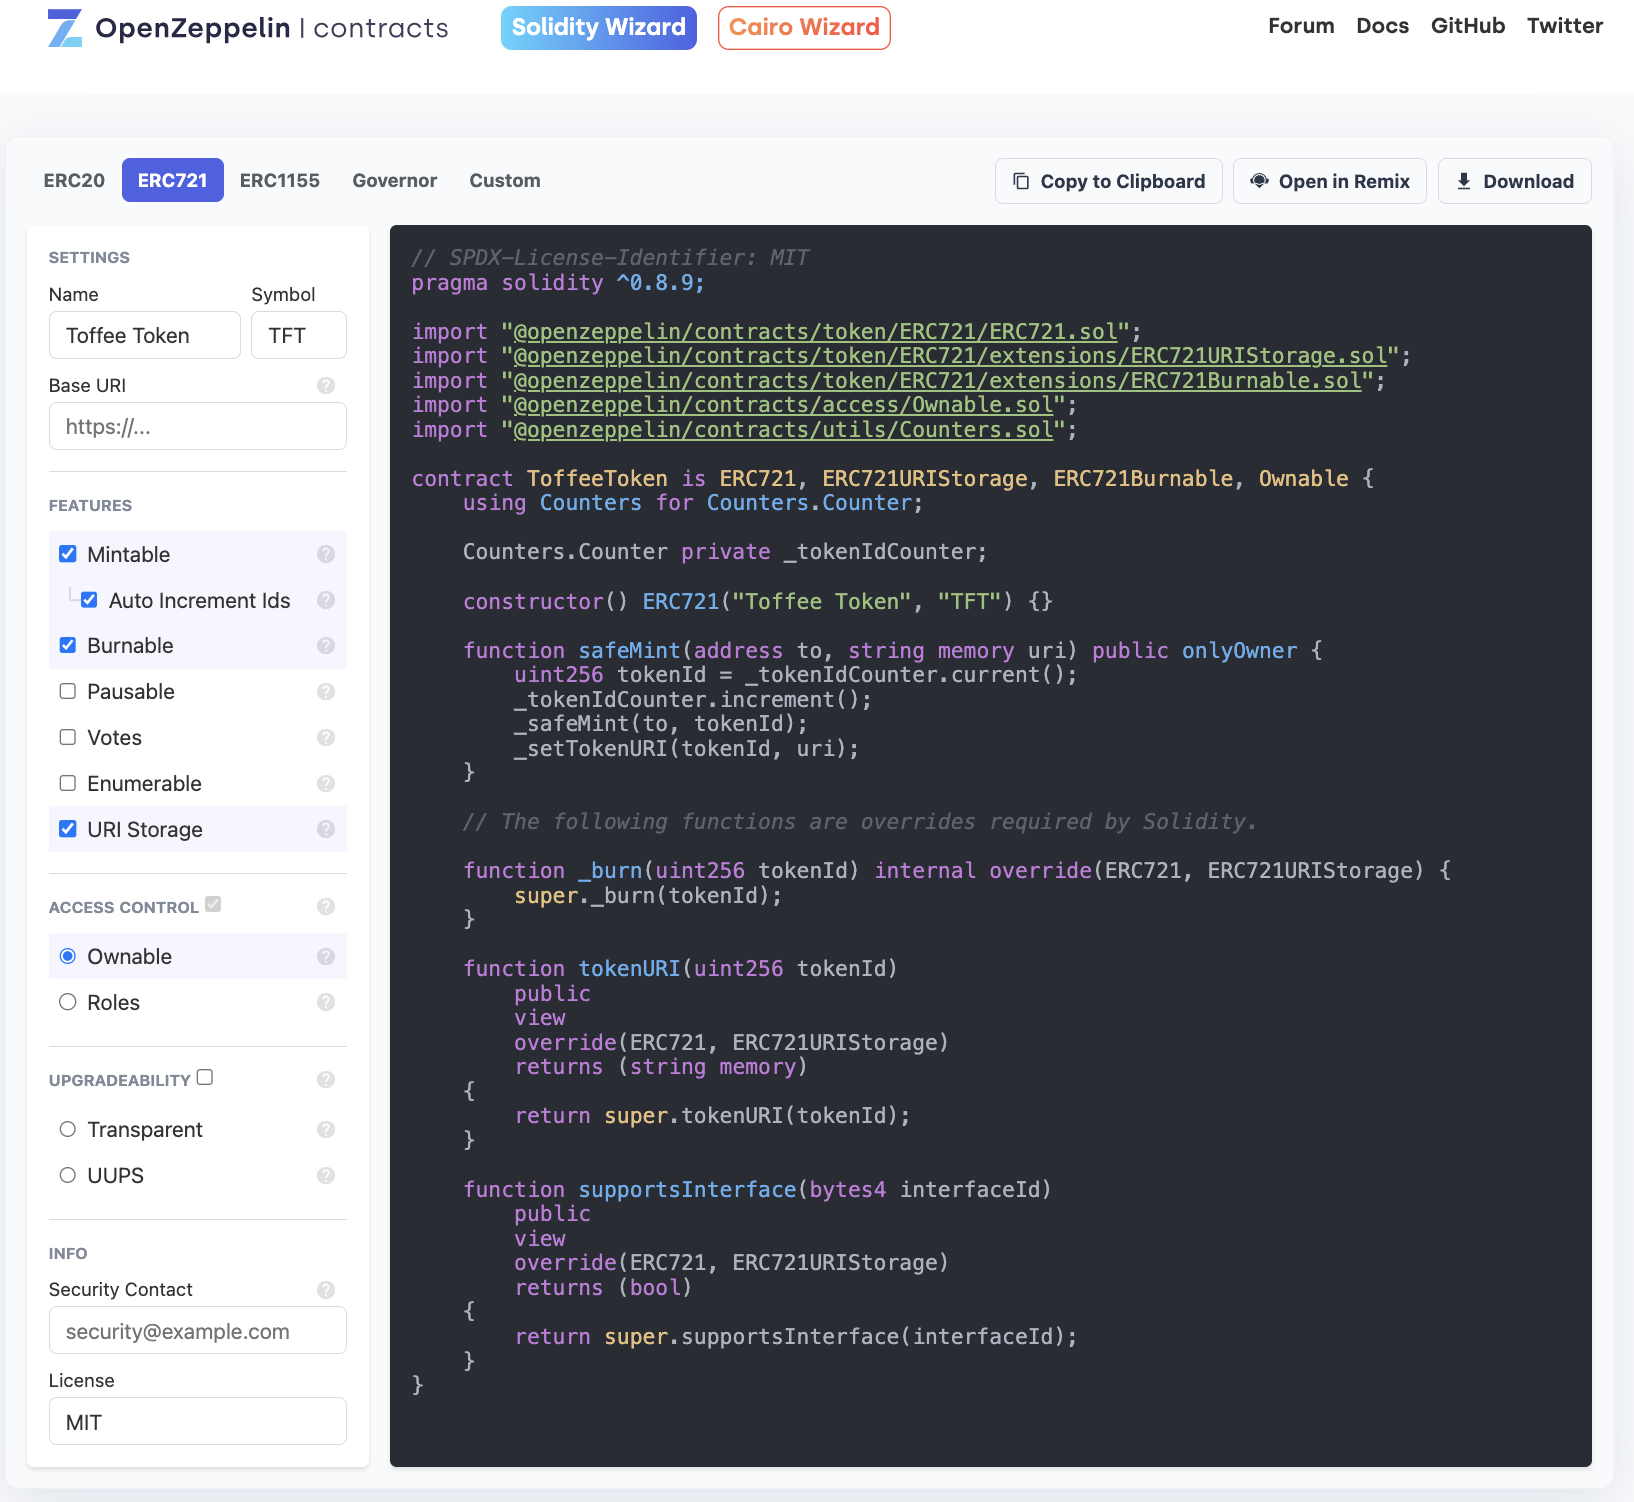 OpenZeppelin | contracts
Solidity Wizard
Cairo Wizard
Forum Docs GitHub Twitter
ERC20 ERC721 ERC1155 Governor Custom
Copy to Clipboard
Open in Remix
Download
SETTINGS
Name
Symbol
Toffee Token
TFT
Base URI
https://...
FEATURES
Mintable
Auto Increment Ids
Burnable
Pausable
Votes
Enumerable
URI Storage
ACCESS CONTROL
Ownable
Roles
UPGRADEABILITY
Transparent
UUPS
INFO
Security Contact
security@example.com
License
MIT
// SPDX-License-Identifier: MIT
pragma solidity ^0.8.9;
import "@openzeppelin/contracts/token/ERC721/ERC721.sol";
import "@openzeppelin/contracts/token/ERC721/extensions/ERC721URIStorage.sol";
import "@openzeppelin/contracts/token/ERC721/extensions/ERC721Burnable.sol";
import "@openzeppelin/contracts/access/Ownable.sol";
import "@openzeppelin/contracts/utils/Counters.sol";
contract ToffeeToken is ERC721, ERC721URIStorage, ERC721Burnable, Ownable {
    using Counters for Counters.Counter;
    Counters.Counter private _tokenIdCounter;
    constructor() ERC721("Toffee Token", "TFT") {}
    function safeMint(address to, string memory uri) public onlyOwner {
        uint256 tokenId = _tokenIdCounter.current();
        _tokenIdCounter.increment();
        _safeMint(to, tokenId);
        _setTokenURI(tokenId, uri);
    }
    // The following functions are overrides required by Solidity.
    function _burn(uint256 tokenId) internal override(ERC721, ERC721URIStorage) {
        super._burn(tokenId);
    }
    function tokenURI(uint256 tokenId)
        public
        view
        override(ERC721, ERC721URIStorage)
        returns (string memory)
    {
        return super.tokenURI(tokenId);
    }
    function supportsInterface(bytes4 interfaceId)
        public
        view
        override(ERC721, ERC721URIStorage)
        returns (bool)
    {
        return super.supportsInterface(interfaceId);
    }
}